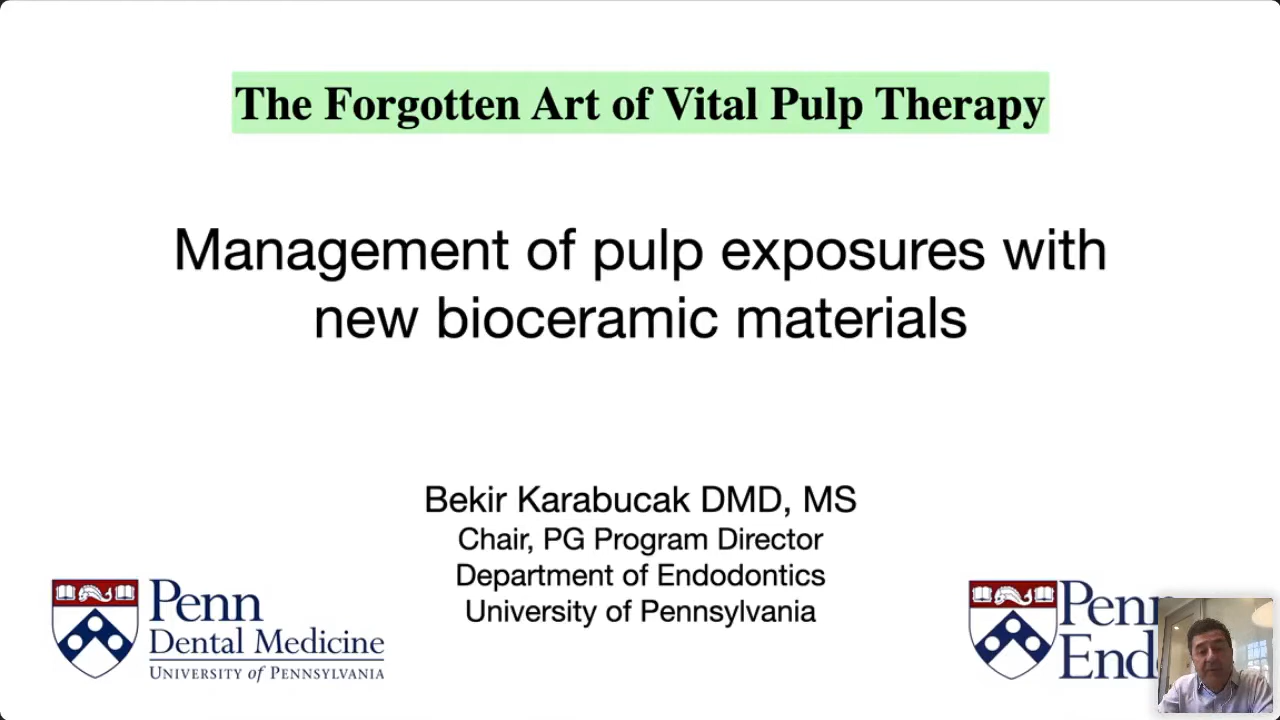 The Forgotten Art of Vital Pulp Therapy
Management of pulp exposures with
new bioceramic materials
Bekir Karabucak DMD, MS
Chair, PG Program Director
Department of Endodontics
University of Pennsylvania
Penn
Dental Medicine
UNIVERSITY of PENNSYLVANIA
Penn